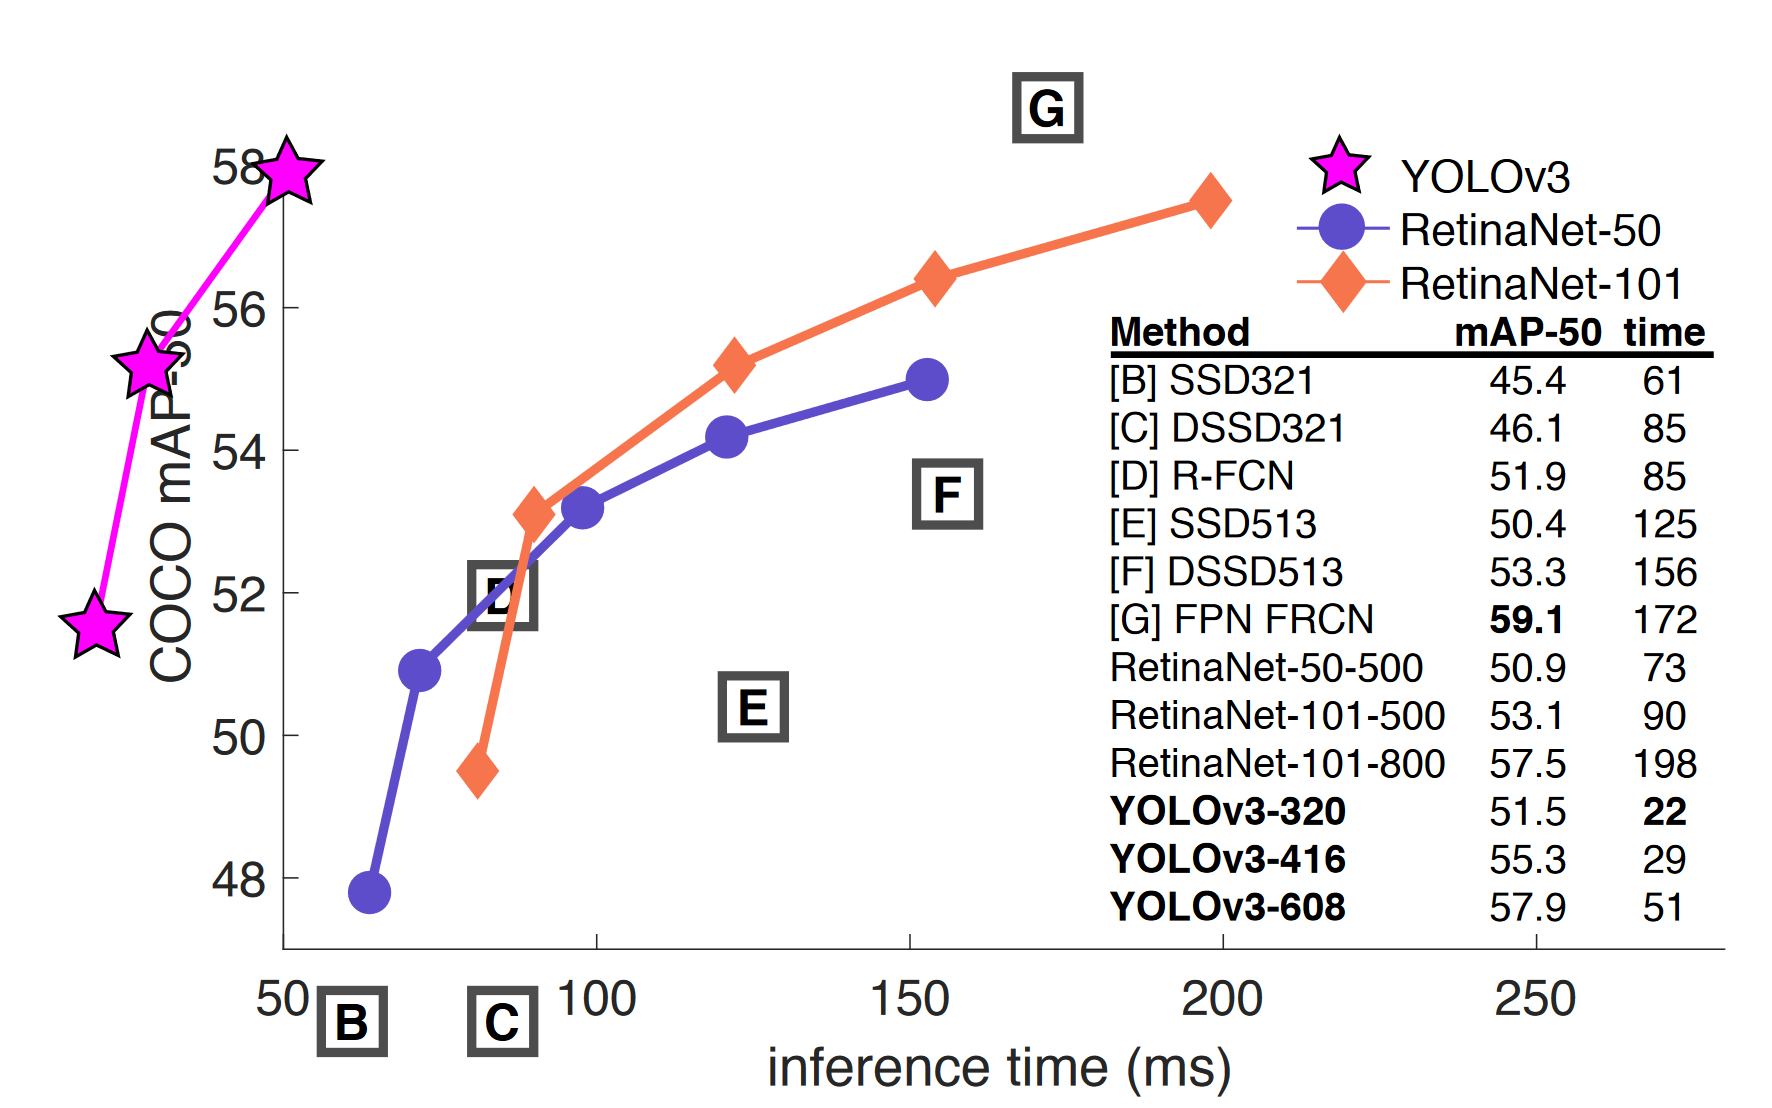 G
58
56
54
52
50
48
COCO mAP-50
D
E
F
YOLOv3
RetinaNet-50
RetinaNet-101
Method mAP-50 time
[B] SSD321 45.4 61
[C] DSSD321 46.1 85
[D] R-FCN 51.9 85
[E] SSD513 50.4 125
[F] DSSD513 53.3 156
[G] FPN FRCN 59.1 172
RetinaNet-50-500 50.9 73
RetinaNet-101-500 53.1 90
RetinaNet-101-800 57.5 198
YOLOv3-320 51.5 22
YOLOv3-416 55.3 29
YOLOv3-608 57.9 51
50 100 150 200 250
B C
inference time (ms)